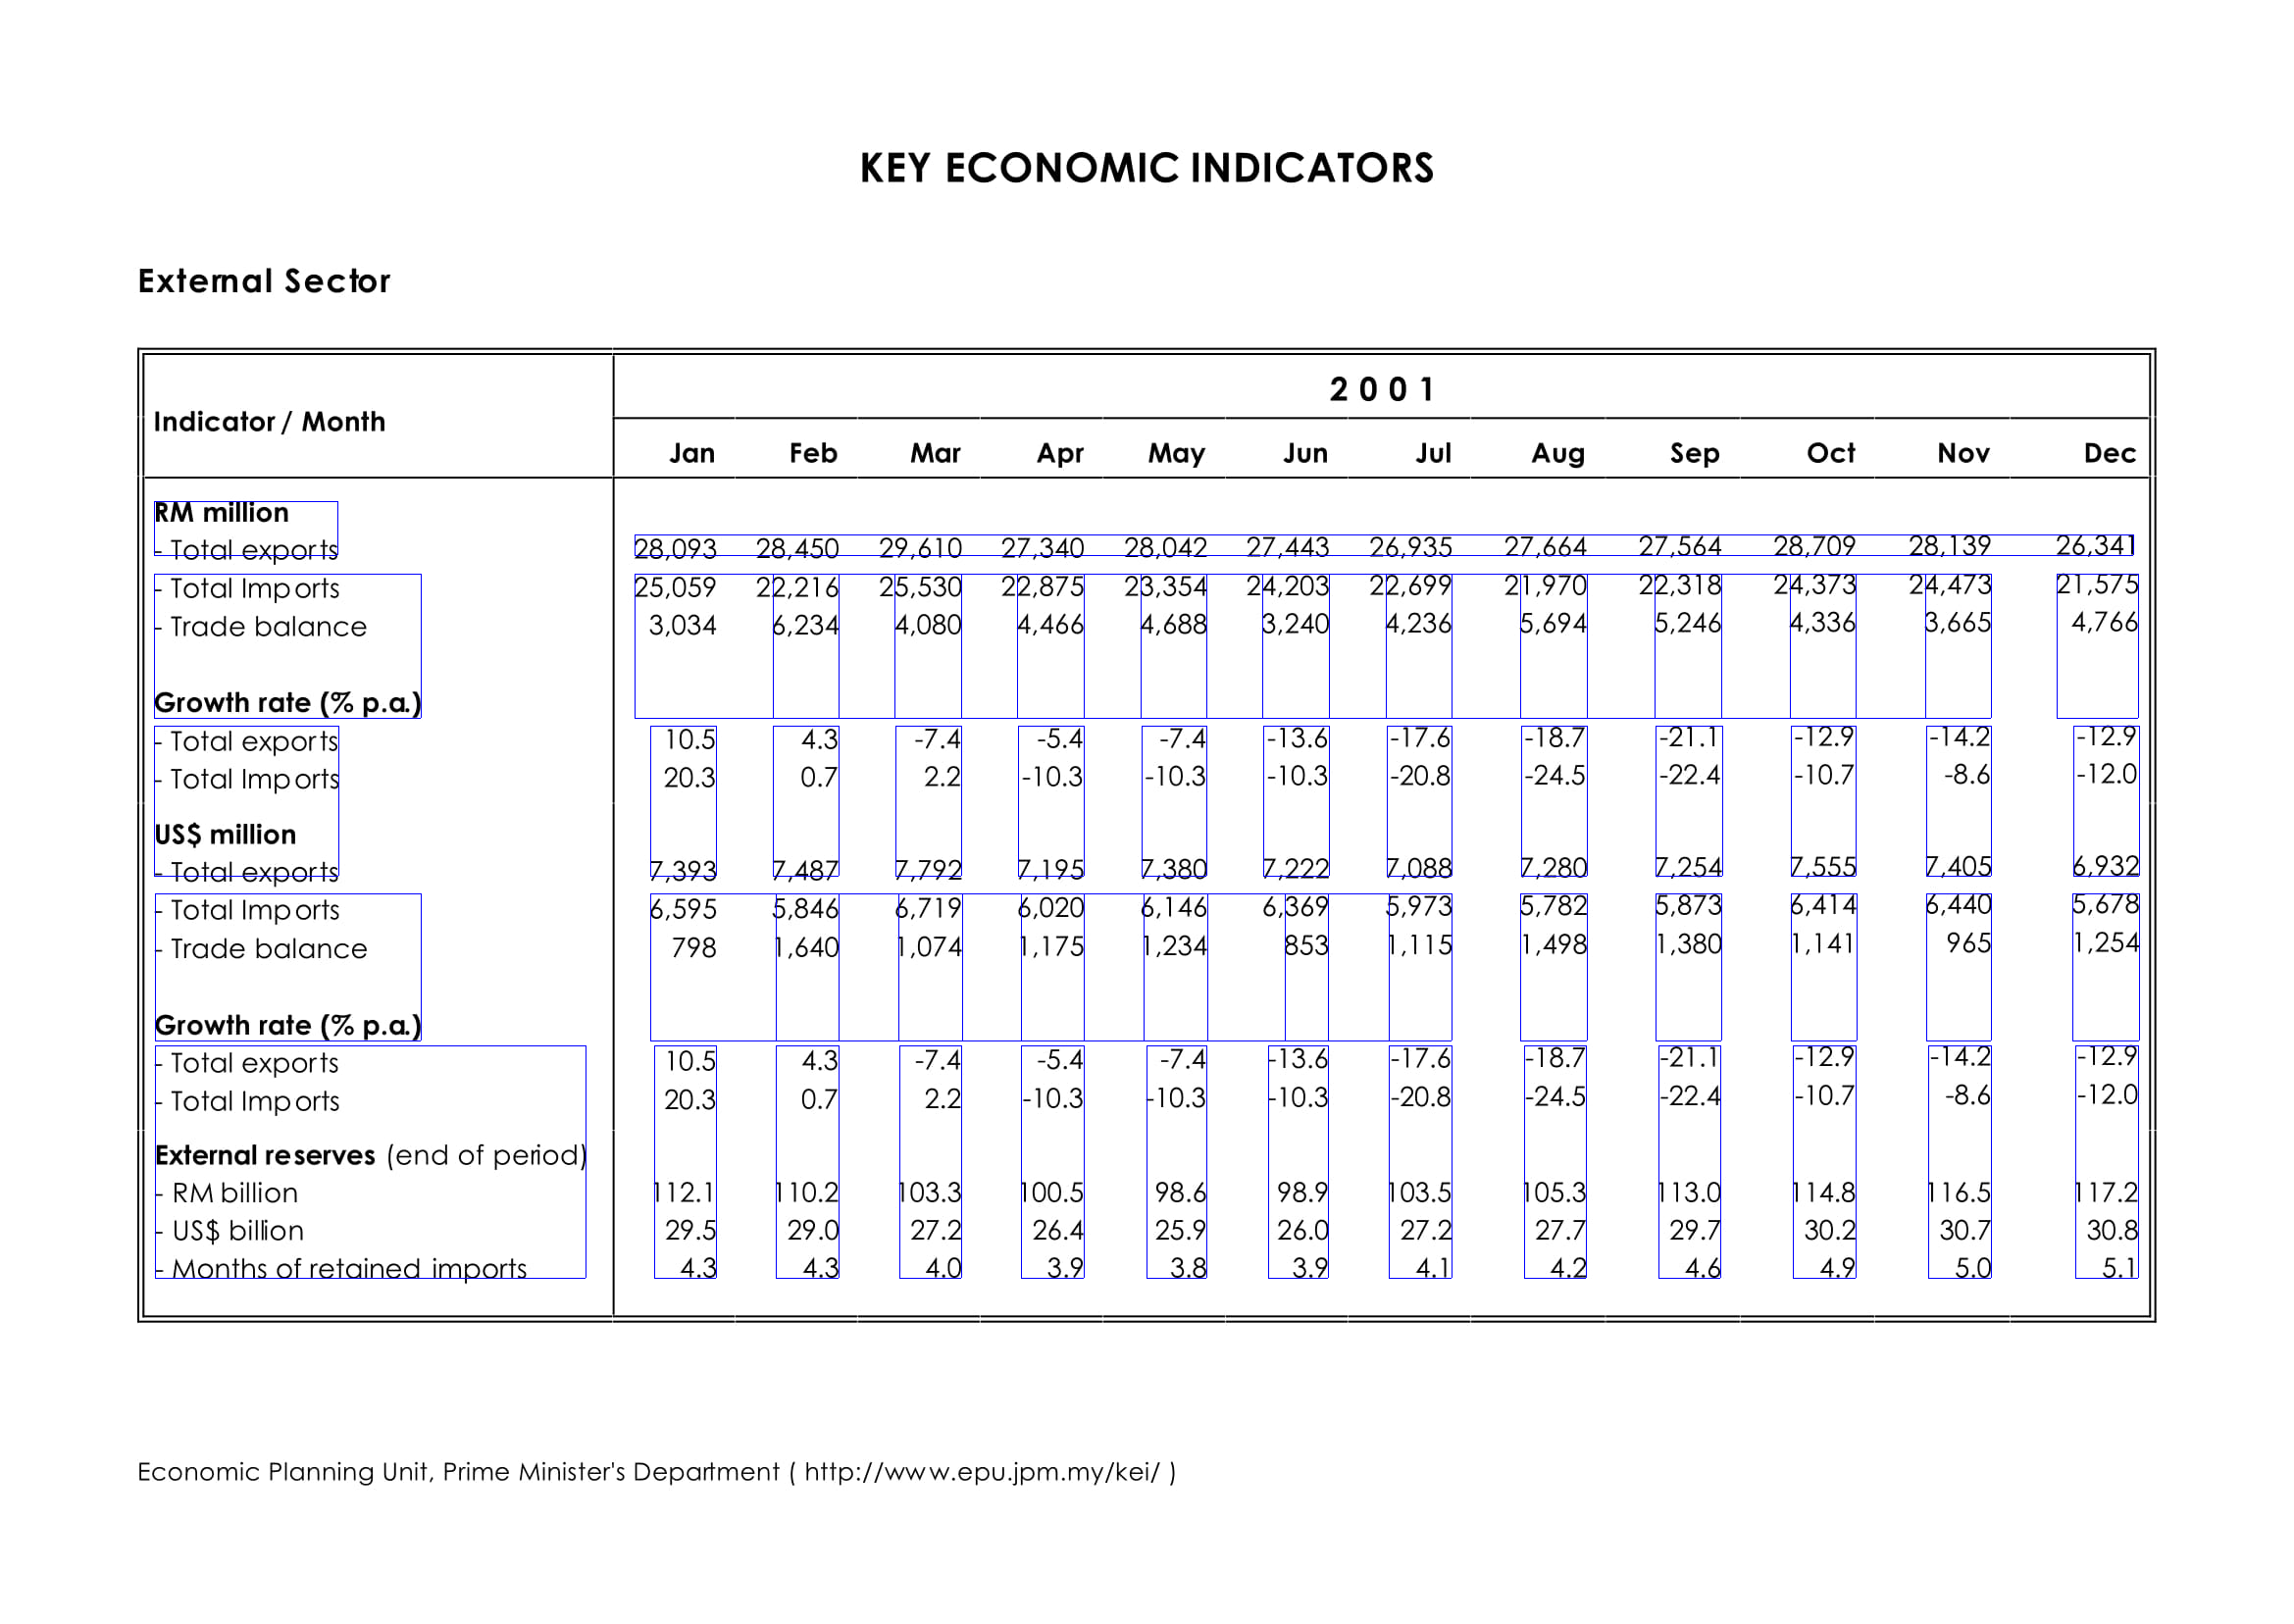 KEY ECONOMIC INDICATORS
External Sector
2 0 0 1
Indicator / Month
Jan Feb Mar Apr May Jun Jul Aug Sep Oct Nov Dec
RM million
- Total exports 28,093 28,450 29,610 27,340 28,042 27,443 26,935 27,664 27,564 28,709 28,139 26,341
- Total Imports 25,059 22,216 25,530 22,875 23,354 24,203 22,699 21,970 22,318 24,373 24,473 21,575
- Trade balance 3,034 6,234 4,080 4,466 4,688 3,240 4,236 5,694 5,246 4,336 3,665 4,766
Growth rate (% p.a.)
- Total exports 10.5 4.3 -7.4 -5.4 -7.4 -13.6 -17.6 -18.7 -21.1 -12.9 -14.2 -12.9
- Total Imports 20.3 0.7 2.2 -10.3 -10.3 -10.3 -20.8 -24.5 -22.4 -10.7 -8.6 -12.0
US$ million
- Total exports 7,393 7,487 7,792 7,195 7,380 7,222 7,088 7,280 7,254 7,555 7,405 6,932
- Total Imports 6,595 5,846 6,719 6,020 6,146 6,369 5,973 5,782 5,873 6,414 6,440 5,678
- Trade balance 798 1,640 1,074 1,175 1,234 853 1,115 1,498 1,380 1,141 965 1,254
Growth rate (% p.a.)
- Total exports 10.5 4.3 -7.4 -5.4 -7.4 -13.6 -17.6 -18.7 -21.1 -12.9 -14.2 -12.9
- Total Imports 20.3 0.7 2.2 -10.3 -10.3 -10.3 -20.8 -24.5 -22.4 -10.7 -8.6 -12.0
External reserves (end of period)
- RM billion 112.1 110.2 103.3 100.5 98.6 98.9 103.5 105.3 113.0 114.8 116.5 117.2
- US$ billion 29.5 29.0 27.2 26.4 25.9 26.0 27.2 27.7 29.7 30.2 30.7 30.8
- Months of retained imports 4.3 4.3 4.0 3.9 3.8 3.9 4.1 4.2 4.6 4.9 5.0 5.1
Economic Planning Unit, Prime Minister's Department ( http://www.epu.jpm.my/kei/ )